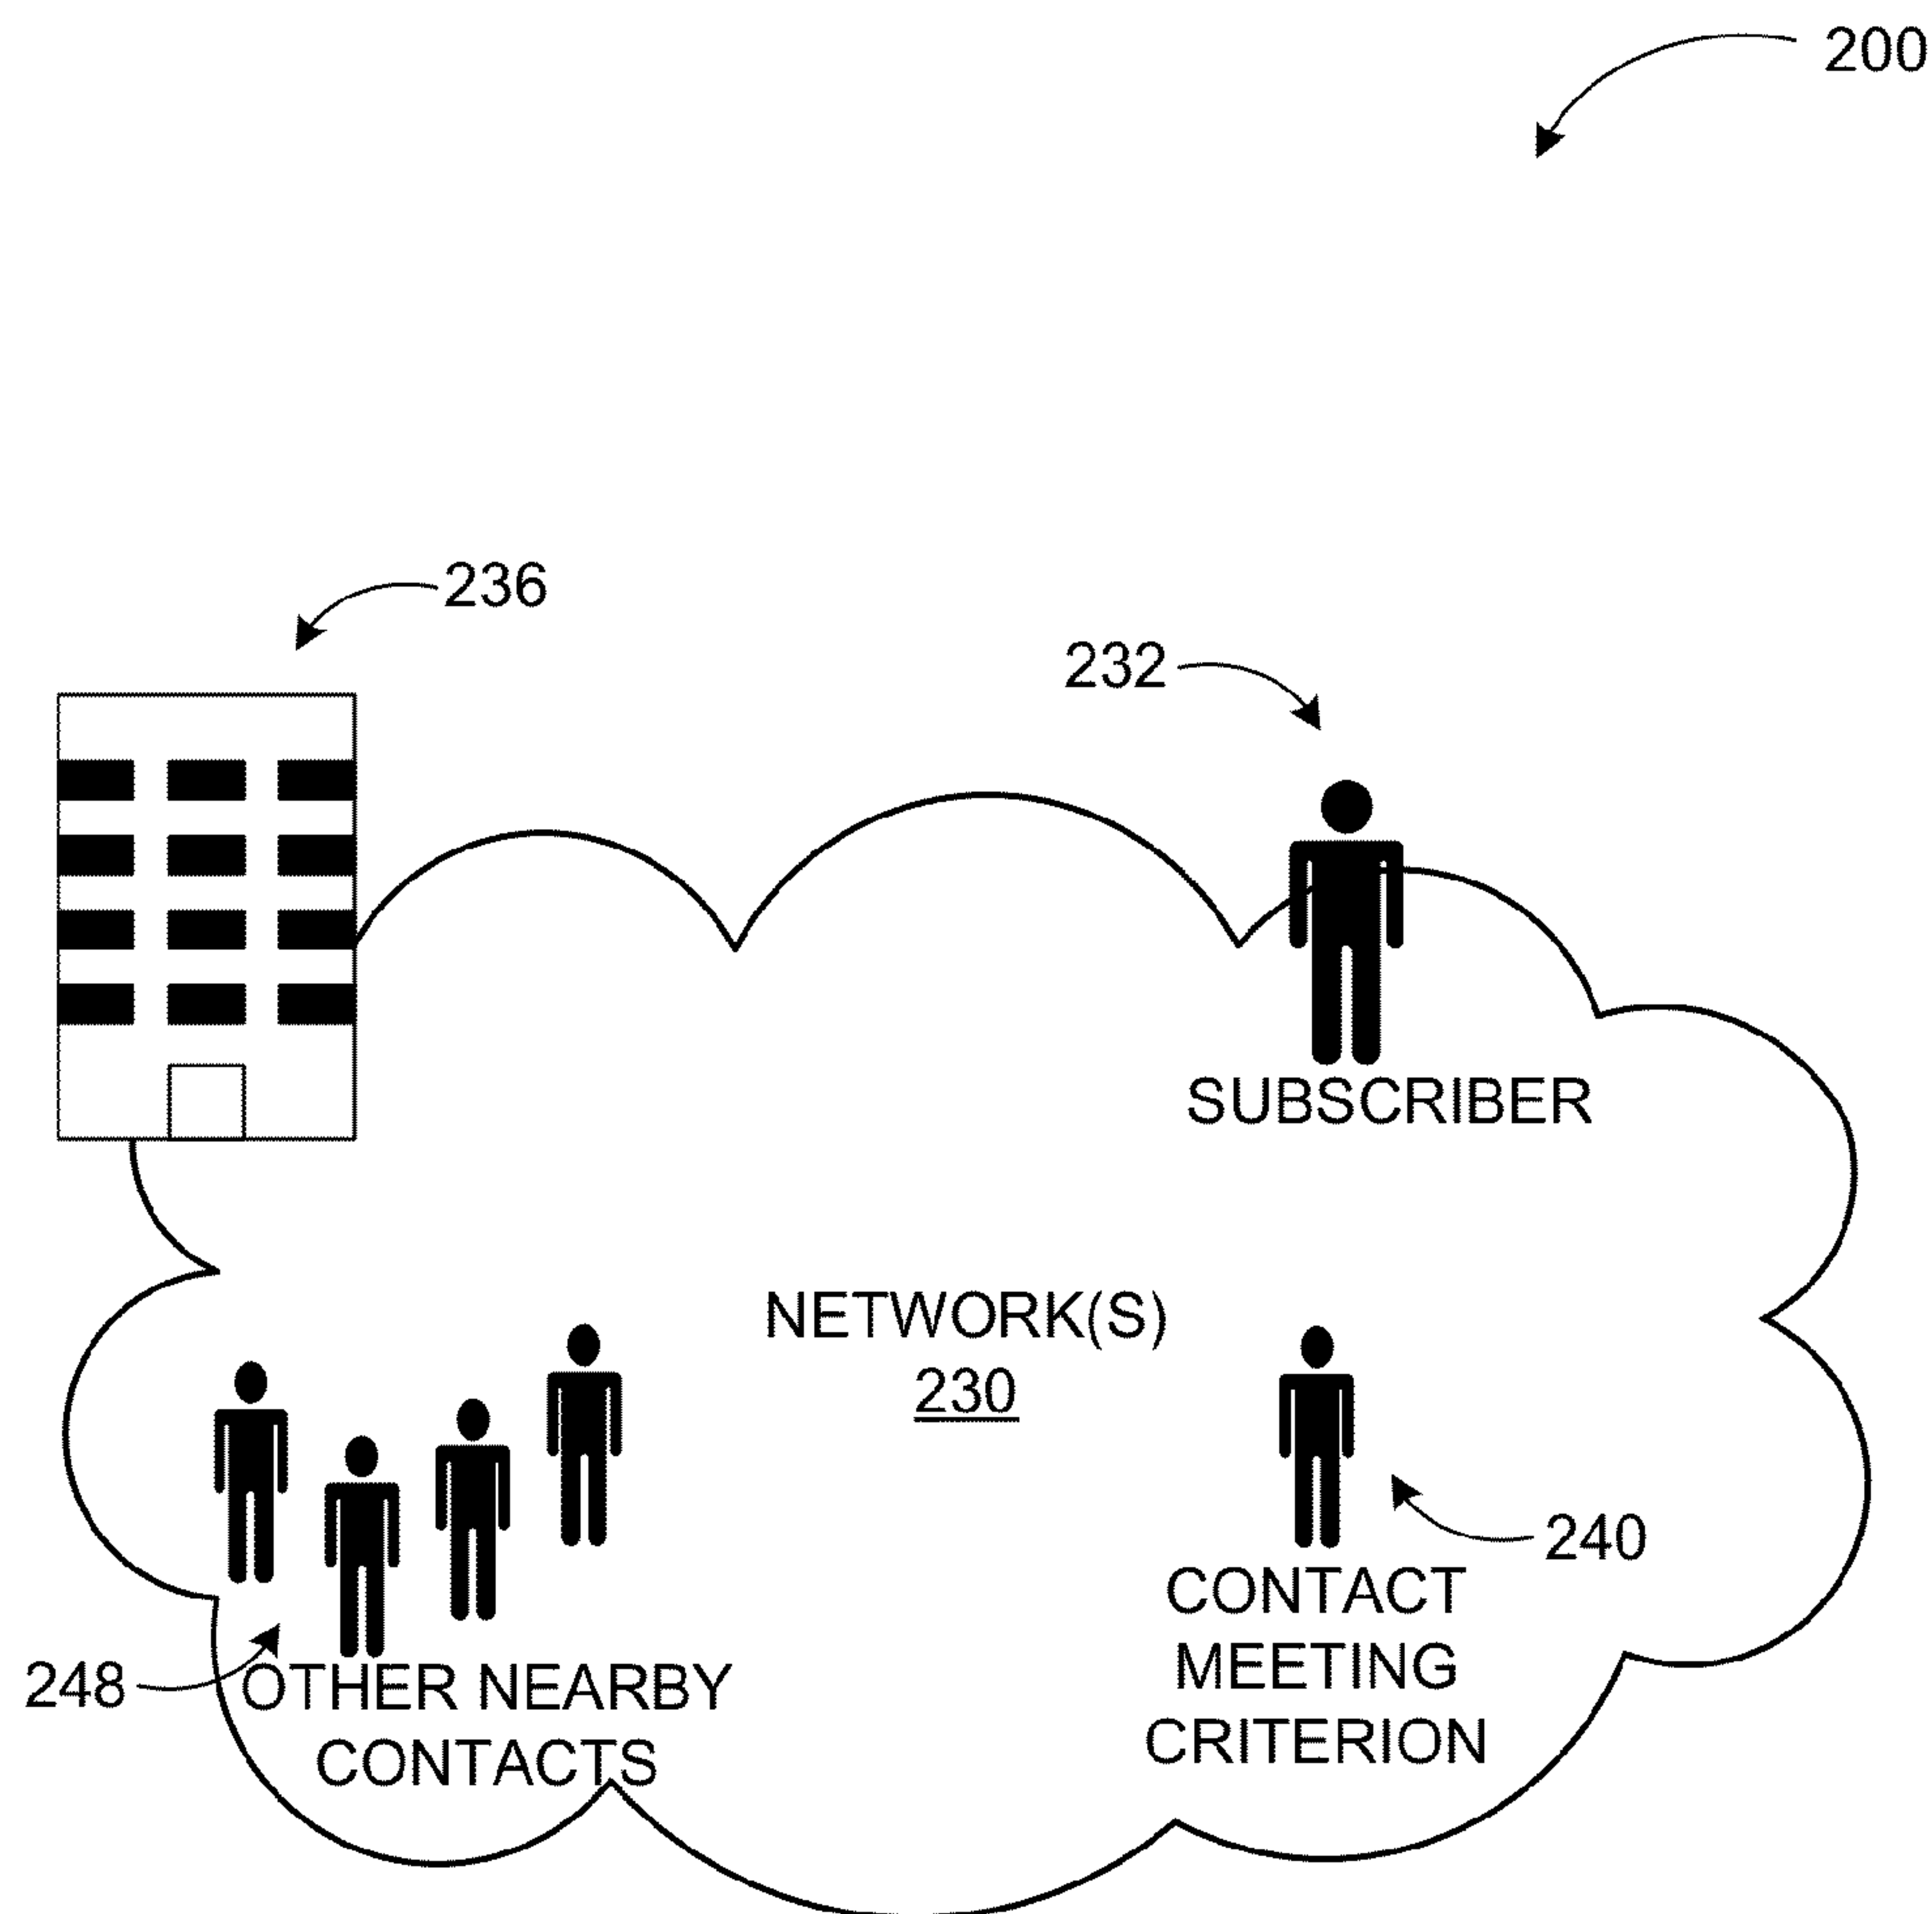 200
236
232
SUBSCRIBER
NETWORK(S)
230
240
CONTACT
MEETING
CRITERION
248
OTHER NEARBY
CONTACTS